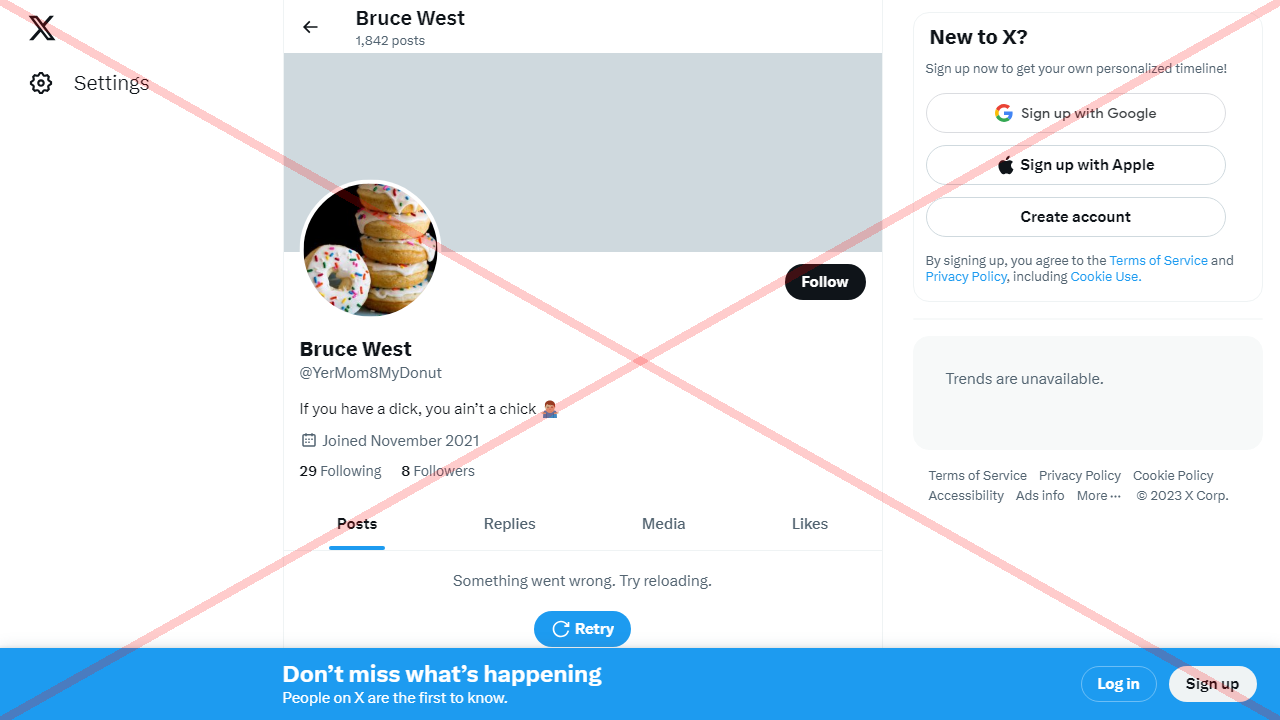 Settings
Bruce West
1,842 posts
Follow
Bruce West
@YerMom8MyDonut
If you have a dick, you ain’t a chick
Joined November 2021
29 Following 8 Followers
Posts Replies Media Likes
Something went wrong. Try reloading.
Retry
New to X?
Sign up now to get your own personalized timeline!
Sign up with Google
Sign up with Apple
Create account
By signing up, you agree to the Terms of Service and
Privacy Policy, including Cookie Use.
Trends are unavailable.
Terms of Service Privacy Policy Cookie Policy
Accessibility Ads info More ··· © 2023 X Corp.
Don’t miss what’s happening
People on X are the first to know.
Log in Sign up